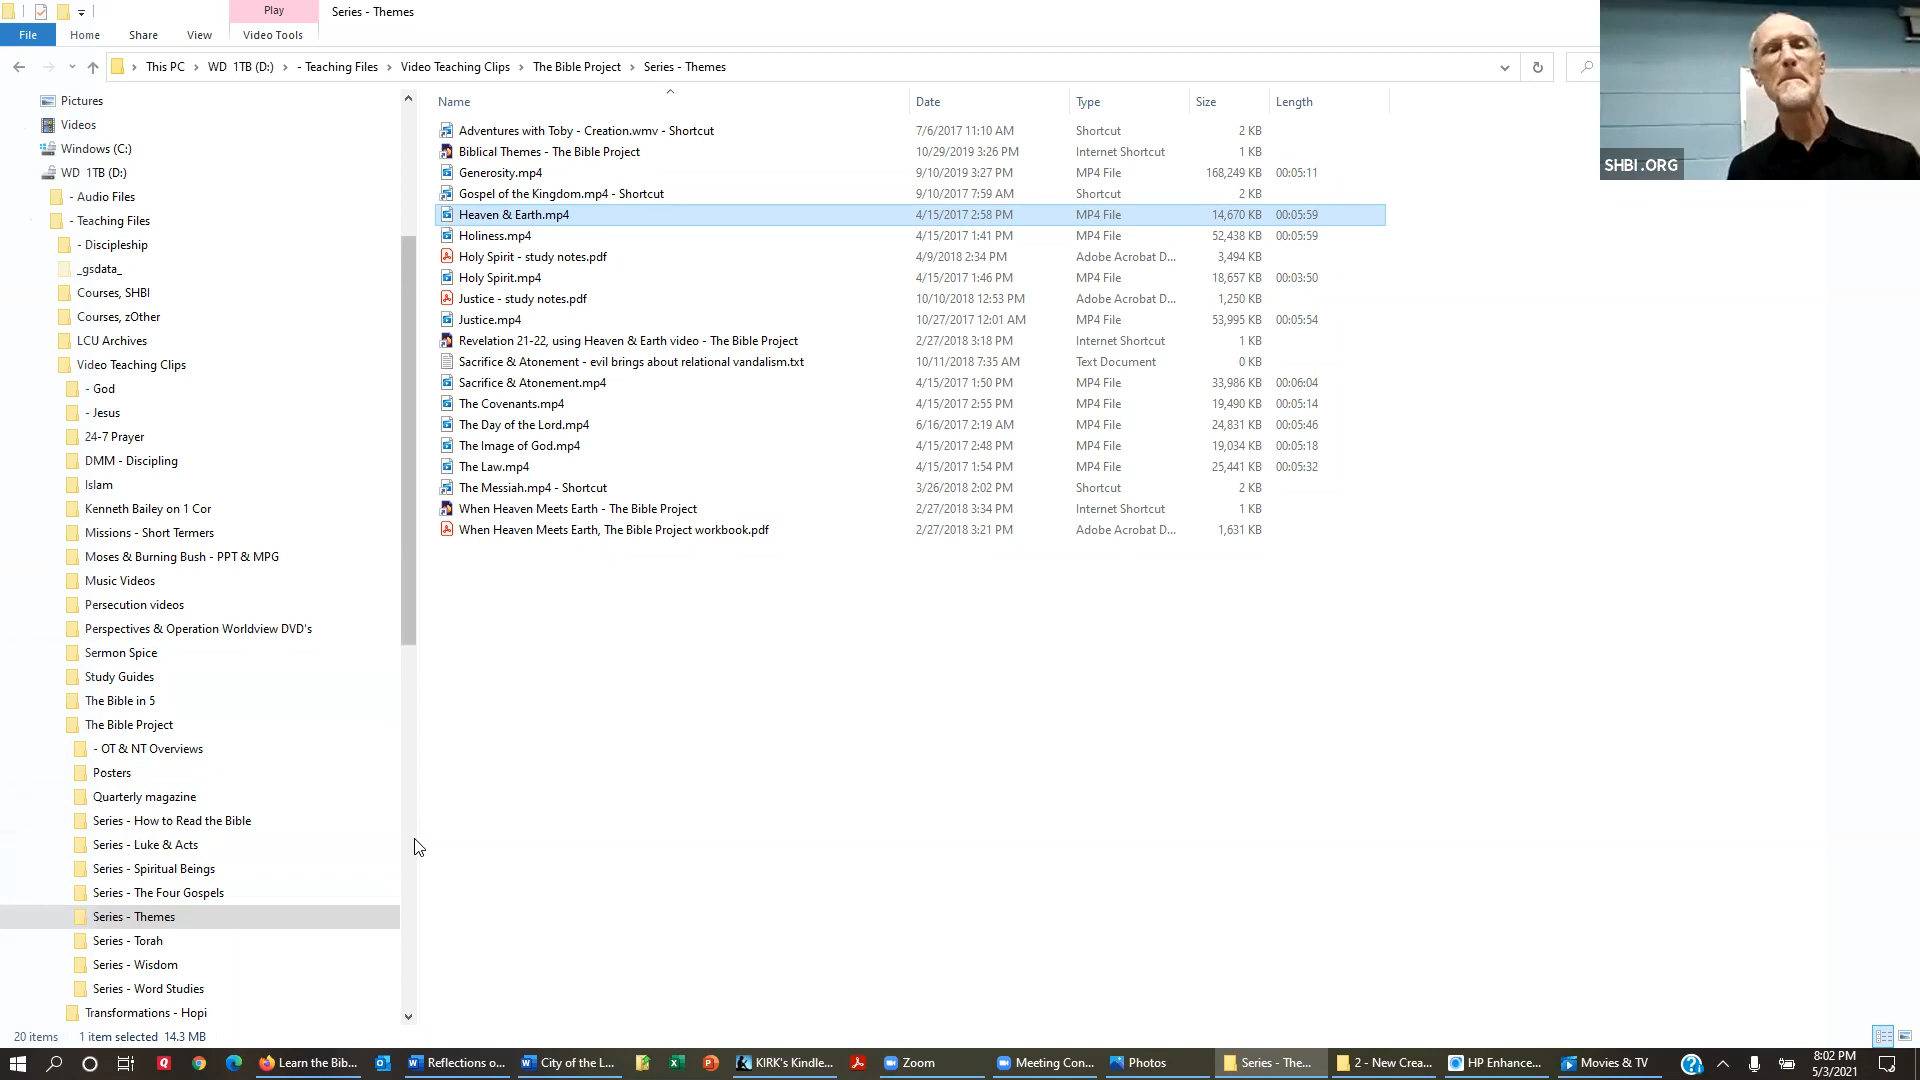 Play
Series - Themes
File
Home
Share
View
Video Tools
This PC
WD 1TB (D:)
- Teaching Files
Video Teaching Clips
The Bible Project
Series - Themes
Pictures
Videos
Windows (C:)
WD 1TB (D:)
- Audio Files
- Teaching Files
- Discipleship
_gsdata_
Courses, SHBI
Courses, zOther
LCU Archives
Video Teaching Clips
- God
- Jesus
24-7 Prayer
DMM - Discipling
Islam
Kenneth Bailey on 1 Cor
Missions - Short Termers
Moses & Burning Bush - PPT & MPG
Music Videos
Persecution videos
Perspectives & Operation Worldview DVD's
Sermon Spice
Study Guides
The Bible in 5
The Bible Project
- OT & NT Overviews
Posters
Quarterly magazine
Series - How to Read the Bible
Series - Luke & Acts
Series - Spiritual Beings
Series - The Four Gospels
Series - Themes
Series - Torah
Series - Wisdom
Series - Word Studies
Transformations - Hopi
Name Date Type Size Length
Adventures with Toby - Creation.wmv - Shortcut 7/6/2017 11:10 AM Shortcut 2 KB
Biblical Themes - The Bible Project 10/29/2019 3:26 PM Internet Shortcut 1 KB
Generosity.mp4 9/10/2019 3:27 PM MP4 File 168,249 KB 00:05:11
Gospel of the Kingdom.mp4 - Shortcut 9/10/2017 7:59 AM Shortcut 2 KB
Heaven & Earth.mp4 4/15/2017 2:58 PM MP4 File 14,670 KB 00:05:59
Holiness.mp4 4/15/2017 1:41 PM MP4 File 52,438 KB 00:05:59
Holy Spirit - study notes.pdf 4/9/2018 2:34 PM Adobe Acrobat D... 3,494 KB
Holy Spirit.mp4 4/15/2017 1:46 PM MP4 File 18,657 KB 00:03:50
Justice - study notes.pdf 10/10/2018 12:53 PM Adobe Acrobat D... 1,250 KB
Justice.mp4 10/27/2017 12:01 AM MP4 File 53,995 KB 00:05:54
Revelation 21-22, using Heaven & Earth video - The Bible Project 2/27/2018 3:18 PM Internet Shortcut 1 KB
Sacrifice & Atonement - evil brings about relational vandalism.txt 10/11/2018 7:35 AM Text Document 0 KB
Sacrifice & Atonement.mp4 4/15/2017 1:50 PM MP4 File 33,986 KB 00:06:04
The Covenants.mp4 4/15/2017 2:55 PM MP4 File 19,490 KB 00:05:14
The Day of the Lord.mp4 6/16/2017 2:19 AM MP4 File 24,831 KB 00:05:46
The Image of God.mp4 4/15/2017 2:48 PM MP4 File 19,034 KB 00:05:18
The Law.mp4 4/15/2017 1:54 PM MP4 File 25,441 KB 00:05:32
The Messiah.mp4 - Shortcut 3/26/2018 2:02 PM Shortcut 2 KB
When Heaven Meets Earth - The Bible Project 2/27/2018 3:34 PM Internet Shortcut 1 KB
When Heaven Meets Earth, The Bible Project workbook.pdf 2/27/2018 3:21 PM Adobe Acrobat D... 1,631 KB
SHBI.ORG
20 items 1 item selected 14.3 MB
Learn the Bib...
Reflections o...
City of the L...
KIRK's Kindle...
Zoom
Meeting Con...
Photos
Series - The...
2 - New Crea...
HP Enhance...
Movies & TV
8:02 PM
5/3/2021